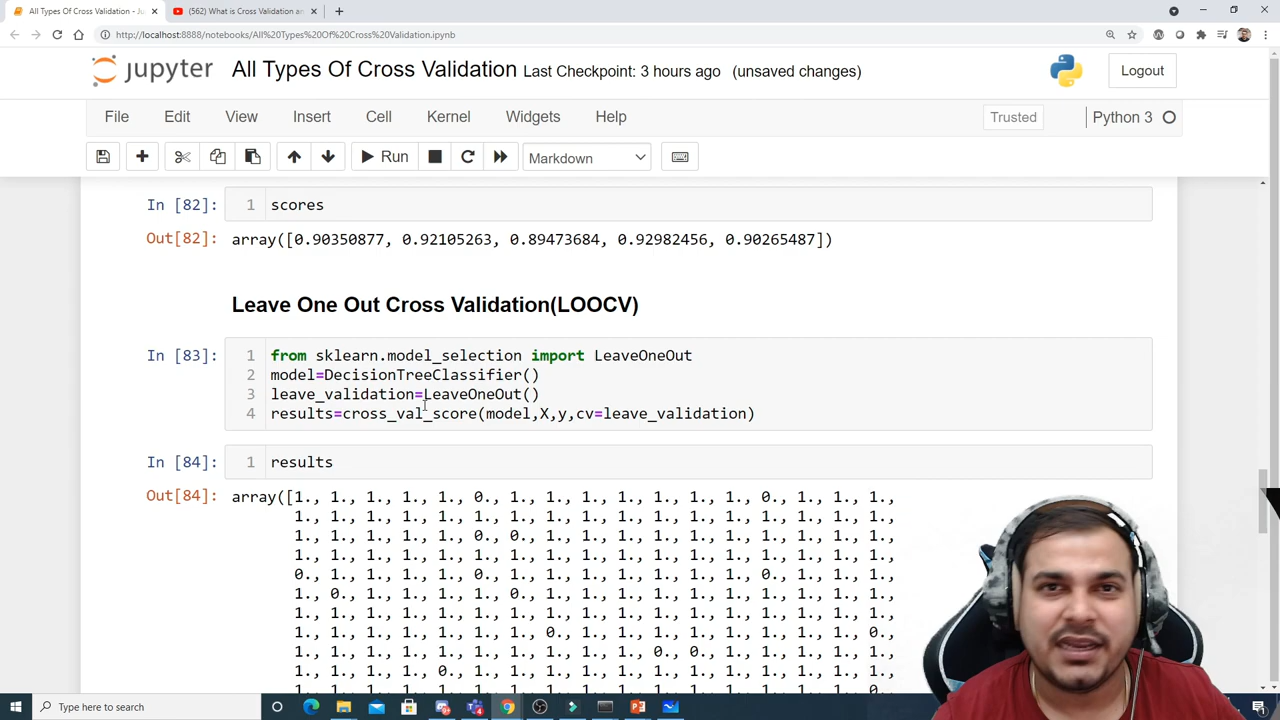 All Types Of Cross Validation - Ju
(562) What is Cross Validation an
http://localhost:8888/notebooks/All%20Types%20Of%20Cross%20Validation.ipynb
jupyter All Types Of Cross Validation Last Checkpoint: 3 hours ago (unsaved changes)
Logout
File Edit View Insert Cell Kernel Widgets Help
Trusted
Python 3
Run
Markdown
In [82]: 1 scores
Out[82]: array([0.90350877, 0.92105263, 0.89473684, 0.92982456, 0.90265487])
Leave One Out Cross Validation(LOOCV)
In [83]: 1 from sklearn.model_selection import LeaveOneOut
2 model=DecisionTreeClassifier()
3 leave_validation=LeaveOneOut()
4 results=cross_val_score(model,X,y,cv=leave_validation)
In [84]: 1 results
Out[84]: array([1., 1., 1., 1., 1., 0., 1., 1., 1., 1., 1., 1., 1., 0., 1., 1., 1.,
1., 1., 1., 1., 1., 1., 1., 1., 1., 1., 1., 1., 1., 1., 1., 1., 1.,
1., 1., 1., 1., 1., 0., 0., 1., 1., 1., 1., 1., 1., 1., 1., 1., 1.,
1., 1., 1., 1., 1., 1., 1., 1., 1., 1., 1., 1., 1., 1., 1., 1., 1.,
0., 1., 1., 1., 1., 0., 1., 1., 1., 1., 1., 1., 1., 0., 1., 1., 1.,
1., 0., 1., 1., 1., 1., 0., 1., 1., 1., 1., 1., 1., 1., 1., 1., 1.,
1., 1., 1., 1., 1., 1., 1., 1., 1., 1., 1., 1., 1., 1., 1., 1., 1.,
1., 1., 1., 1., 1., 1., 1., 0., 1., 1., 1., 1., 1., 1., 1., 1., 0.,
1., 1., 1., 1., 1., 1., 1., 1., 1., 1., 0., 0., 1., 1., 1., 1., 1.,
1., 1., 1., 1., 0., 1., 1., 1., 1., 1., 1., 1., 1., 1., 1., 1., 1.,
Type here to search